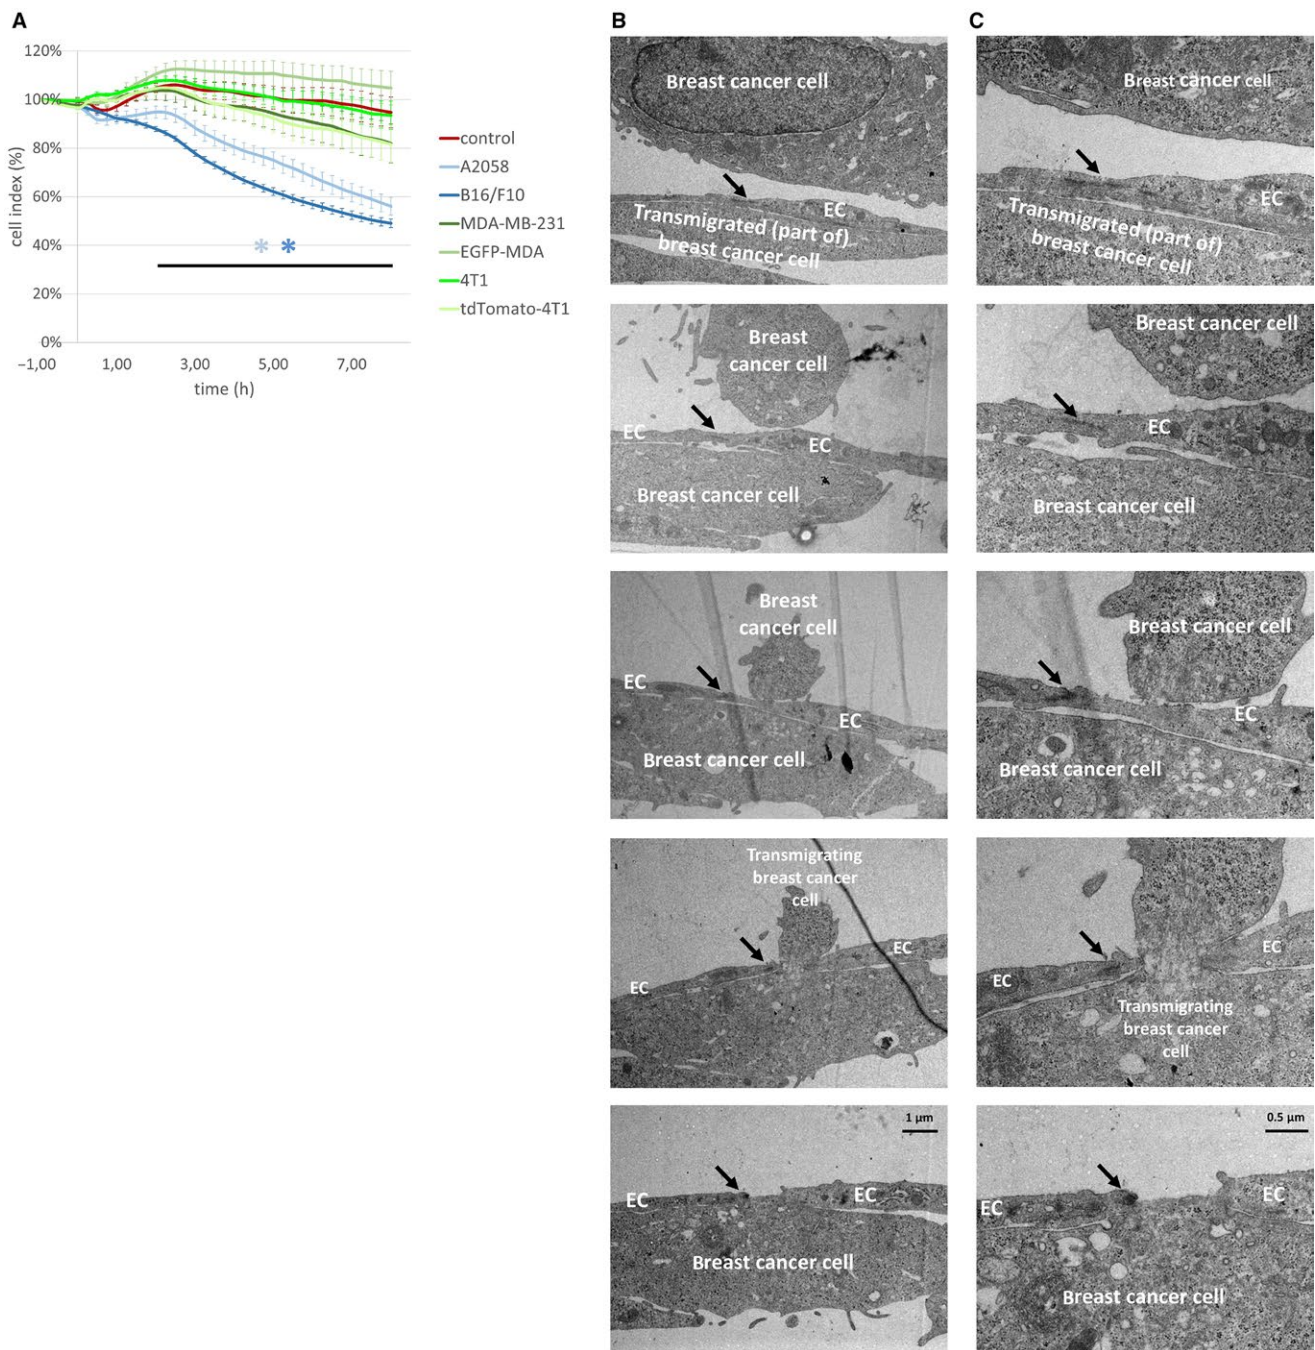 A
120%
100%
80%
60%
40%
20%
0%
cell index (%)
−1,00 1,00 3,00 5,00 7,00
time (h)
* *
control
A2058
B16/F10
MDA-MB-231
EGFP-MDA
4T1
tdTomato-4T1
B
Breast cancer cell
EC
Transmigrated (part of)
breast cancer cell
Breast
cancer cell
EC
EC
Breast cancer cell
Breast
cancer cell
EC
EC
Breast cancer cell
Transmigrating
breast cancer
cell
EC
EC
1 µm
EC
EC
Breast cancer cell
C
Breast cancer cell
EC
Transmigrated (part of)
breast cancer cell
Breast cancer cell
EC
Breast cancer cell
Breast cancer cell
EC
Breast cancer cell
EC
EC
Transmigrating
breast cancer
cell
0.5 µm
EC
EC
Breast cancer cell